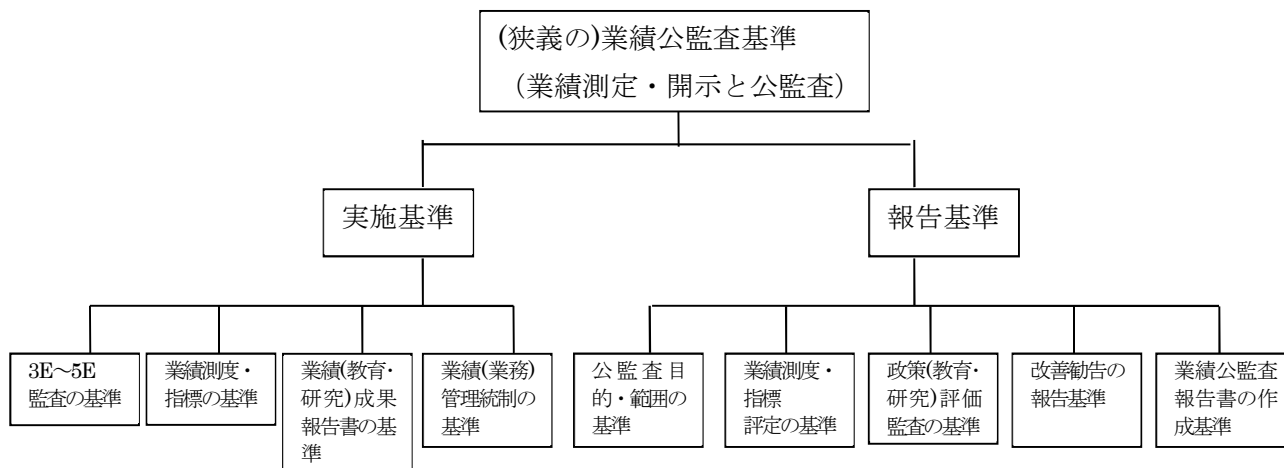 (狭義の)業績公監査基準
（業績測定・開示と公監査）
実施基準
報告基準
3E～5E
監査の基準
業績測度・
指標の基準
業績(教育・
研究)成果
報告書の基
準
業績(業務)
管理統制の
基準
公監査目
的・範囲の
基準
業績測度・
指標
評定の基準
政策(教育・
研究)評価
監査の基準
改善勧告の
報告基準
業績公監査
報告書の作
成基準